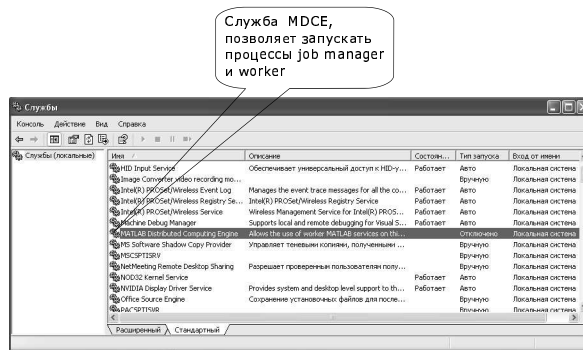 Служба MDCE,
позволяет запускать
процессы job manager
и worker
Службы
Консоль Действие Вид Справка
Службы (локальные)
Имя Описание Состоян... Тип запуска Вход от имени
HID Input Service Обеспечивает универсальный доступ к HID-у... Работает Авто Локальная система
Image Converter video recording mo... Вручную Локальная система
Intel(R) PROSet/Wireless Event Log Manages the event trace messages for all the co... Работает Авто Локальная система
Intel(R) PROSet/Wireless Registry Se... Intel(R) PROSet/Wireless Registry Service Работает Авто Локальная система
Intel(R) PROSet/Wireless Service Wireless Management Service for Intel(R) PROS... Работает Авто Локальная система
Machine Debug Manager Supports local and remote debugging for Visual S... Работает Авто Локальная система
MATLAB Distributed Computing Engine Allows the use of worker MATLAB services on thi... Отключено Локальная система
MS Software Shadow Copy Provider Управляет теневыми копиями, полученными ... Вручную Локальная система
MSCSPTISRV Вручную Локальная система
NetMeeting Remote Desktop Sharing Разрешает проверенным пользователям полу... Вручную Локальная система
NOD32 Kernel Service Работает Авто Локальная система
NVIDIA Display Driver Service Provides system and desktop level support to th... Работает Авто Локальная система
Office Source Engine Сохранение установочных файлов для после... Вручную Локальная система
PACSPTISVR Вручную Локальная система
Расширенный Стандартный